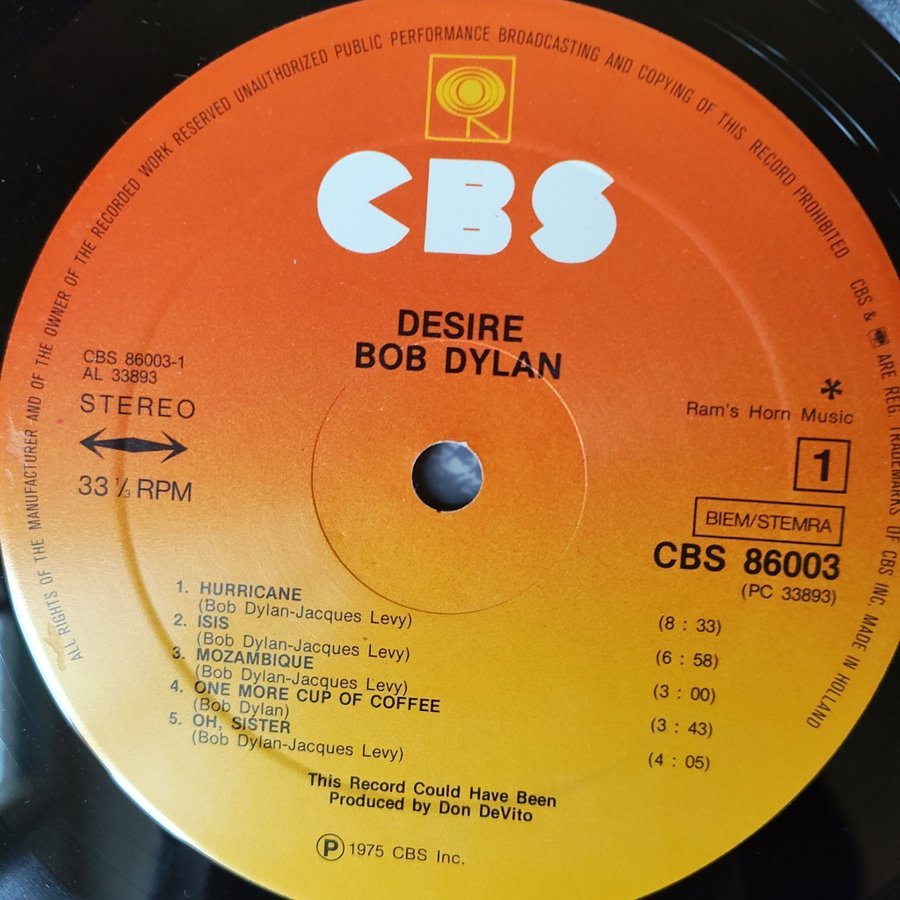 ALL RIGHTS OF THE MANUFACTURER AND OF THE OWNER OF THE RECORDED WORK RESERVED UNAUTHORIZED PUBLIC PERFORMANCE BROADCASTING AND COPYING OF THIS RECORD PROHIBITED
CBS & ARE REG. TRADEMARKS OF CBS INC. MADE IN HOLLAND
CBS
DESIRE
BOB DYLAN
CBS 86003-1
AL 33893
STEREO
33 ⅓ RPM
*
Ram's Horn Music
1
BIEM/STEMRA
CBS 86003
(PC 33893)
1. HURRICANE
(Bob Dylan-Jacques Levy) (8 : 33)
2. ISIS
(Bob Dylan-Jacques Levy) (6 : 58)
3. MOZAMBIQUE
(Bob Dylan-Jacques Levy) (3 : 00)
4. ONE MORE CUP OF COFFEE
(Bob Dylan) (3 : 43)
5. OH, SISTER
(Bob Dylan-Jacques Levy) (4 : 05)
This Record Could Have Been
Produced by Don DeVito
Ⓟ 1975 CBS Inc.